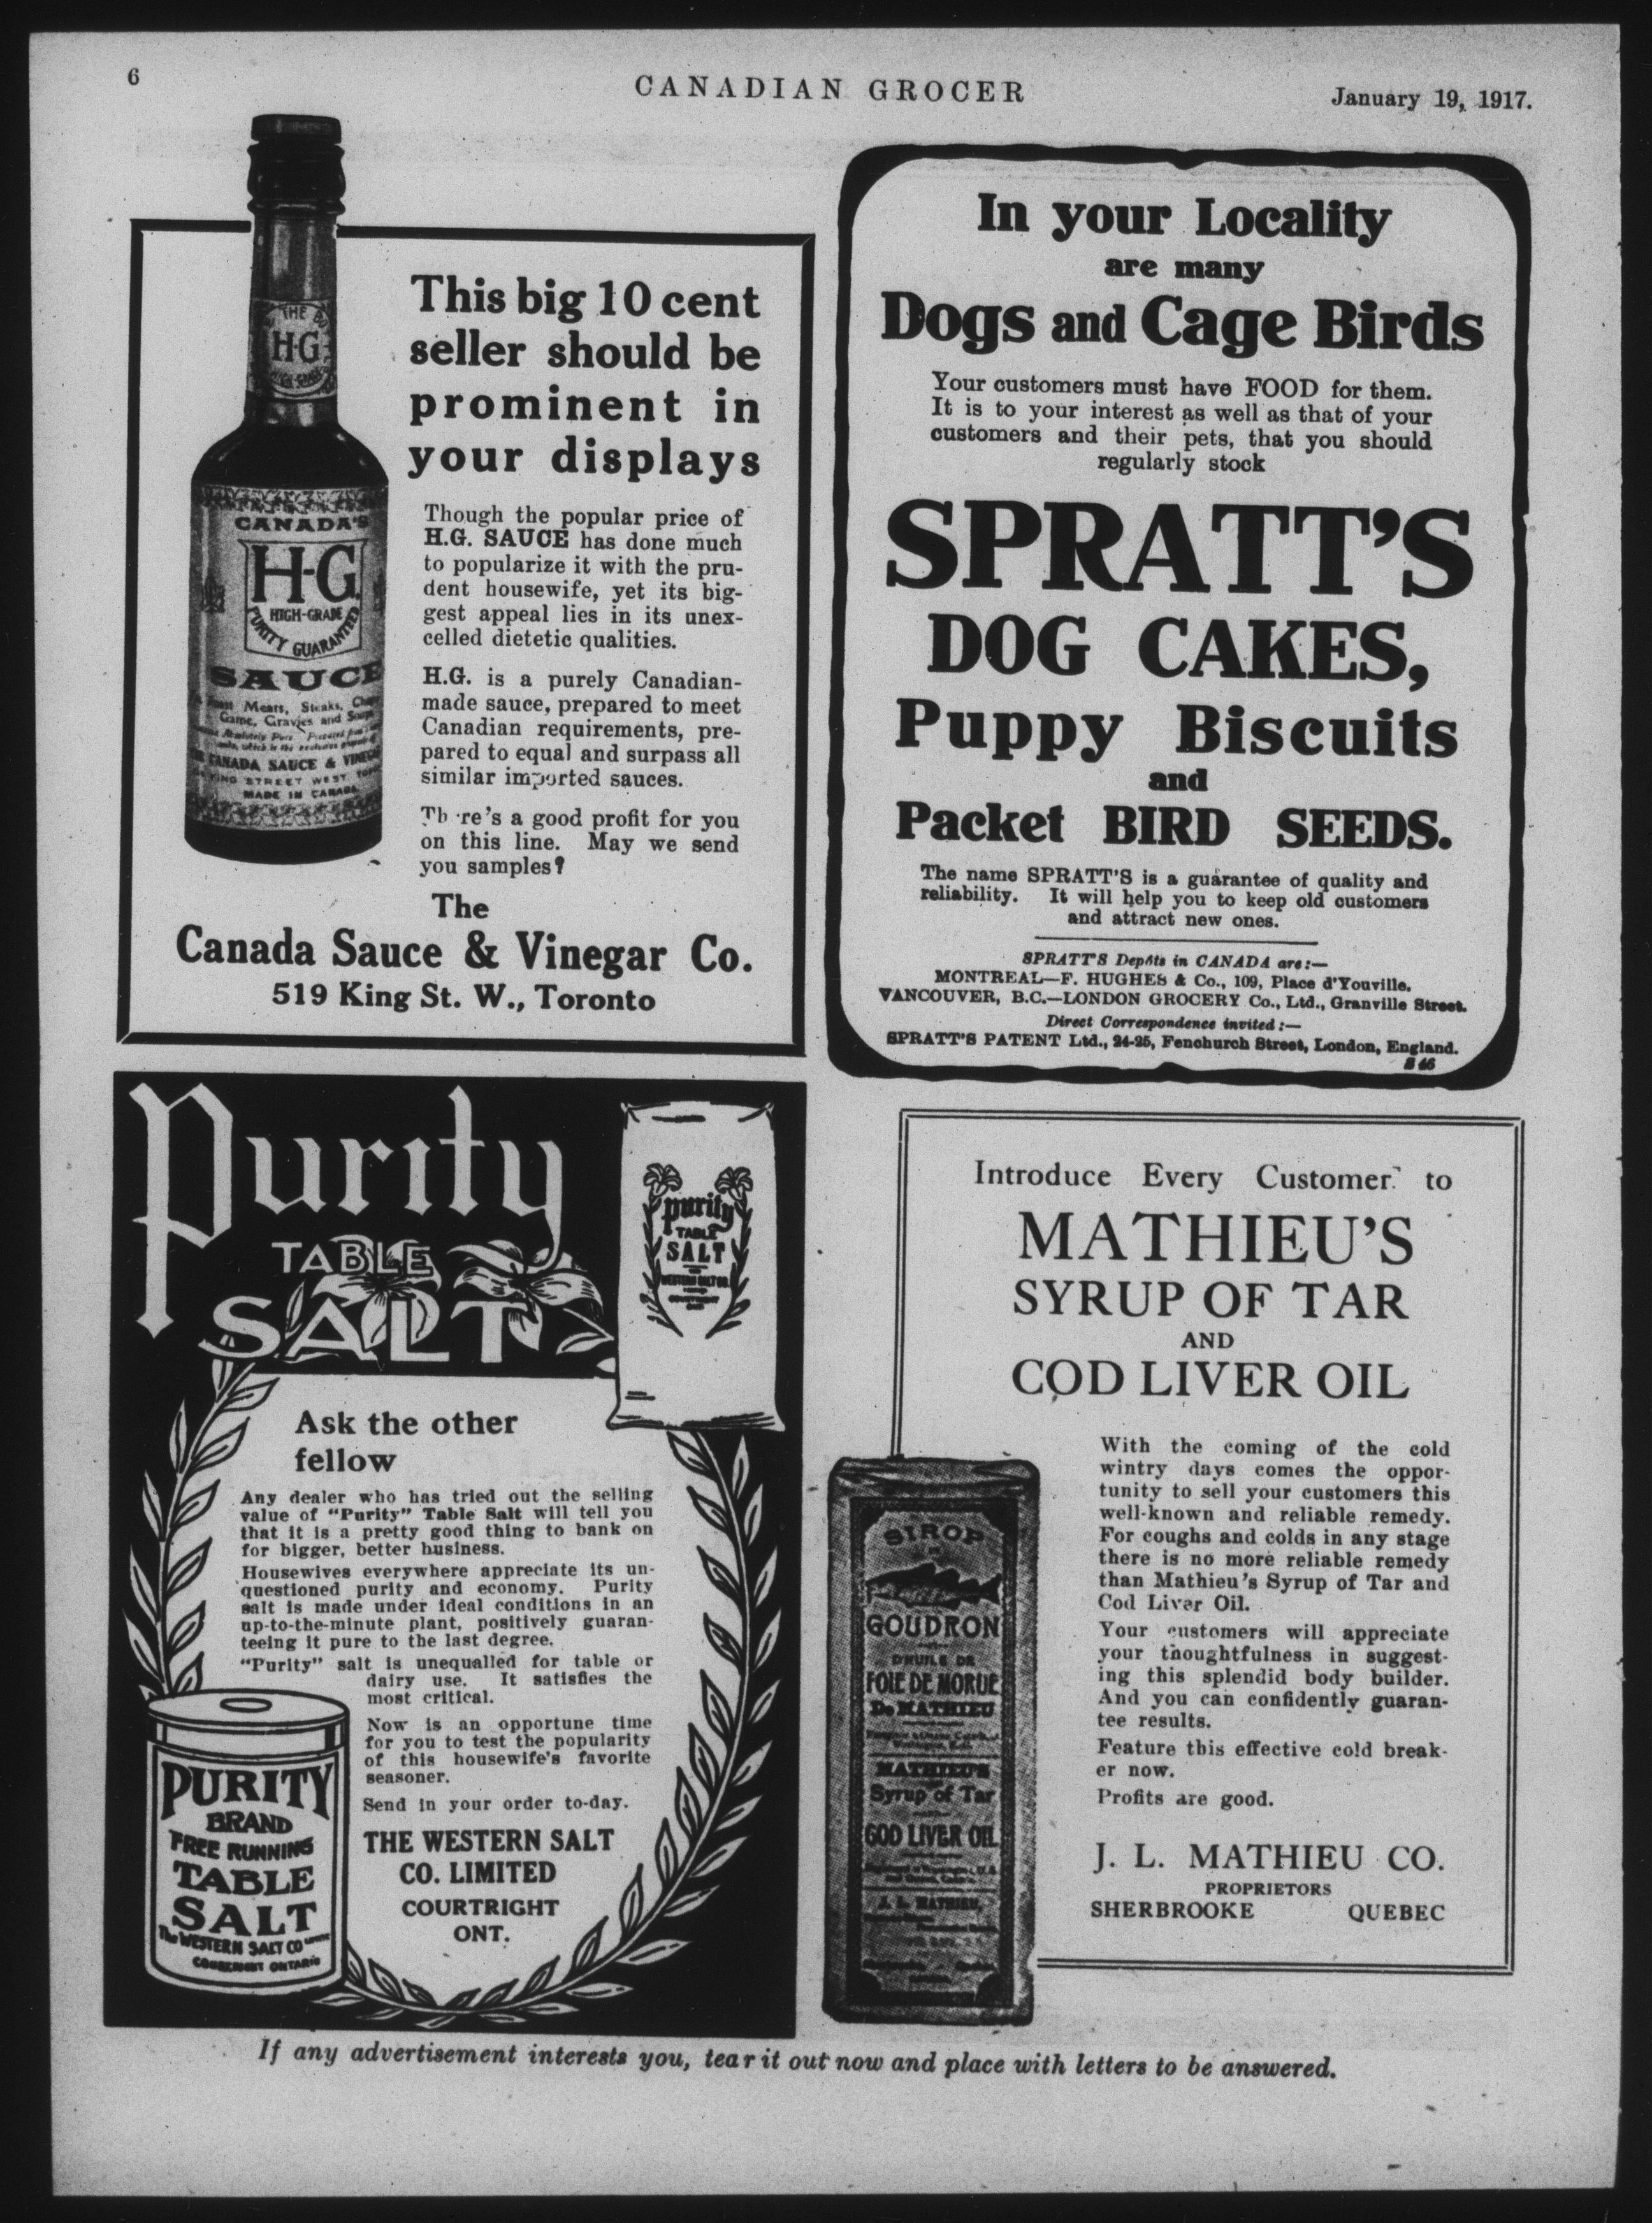 6
CANADIAN GROCER
January 19, 1917.
THE
H-G
CANADA'S
H-G
HIGH-GRADE
PURITY GUARANTEED
SAUCE
Meats, Steaks,
Game, Gravies and Soups
CANADA SAUCE & VINEGAR
KING STREET WEST
MADE IN CANADA
This big 10 cent
seller should be
prominent in
your displays
Though the popular price of
H.G. SAUCE has done much
to popularize it with the pru-
dent housewife, yet its big-
gest appeal lies in its unex-
celled dietetic qualities.
H.G. is a purely Canadian-
made sauce, prepared to meet
Canadian requirements, pre-
pared to equal and surpass all
similar imported sauces.
There's a good profit for you
on this line. May we send
you samples?
The
Canada Sauce & Vinegar Co.
519 King St. W., Toronto
In your Locality
are many
Dogs and Cage Birds
Your customers must have FOOD for them.
It is to your interest as well as that of your
customers and their pets, that you should
regularly stock
SPRATT'S
DOG CAKES,
Puppy Biscuits
and
Packet BIRD SEEDS.
The name SPRATT'S is a guarantee of quality and
reliability. It will help you to keep old customers
and attract new ones.
SPRATT'S Depôts in CANADA are:—
MONTREAL—F. HUGHES & Co., 109, Place d'Youville.
VANCOUVER, B.C.—LONDON GROCERY Co., Ltd., Granville Street.
Direct Correspondence invited:—
SPRATT'S PATENT Ltd., 24-25, Fenchurch Street, London, England.
Purity
TABLE
SALT
purity
TABLE
SALT
WESTERN SALT CO.
Ask the other
fellow
Any dealer who has tried out the selling
value of "Purity" Table Salt will tell you
that it is a pretty good thing to bank on
for bigger, better business.
Housewives everywhere appreciate its un-
questioned purity and economy. Purity
salt is made under ideal conditions in an
up-to-the-minute plant, positively guaran-
teeing it pure to the last degree.
"Purity" salt is unequalled for table or
dairy use. It satisfies the
most critical.
Now is an opportune time
for you to test the popularity
of this housewife's favorite
seasoner.
Send in your order to-day.
THE WESTERN SALT
CO. LIMITED
COURTRIGHT
ONT.
PURITY
BRAND
FREE RUNNING
TABLE
SALT
The WESTERN SALT CO
COURTRIGHT ONTARIO
Introduce Every Customer to
MATHIEU'S
SYRUP OF TAR
AND
COD LIVER OIL
With the coming of the cold
wintry days comes the oppor-
tunity to sell your customers this
well-known and reliable remedy.
For coughs and colds in any stage
there is no more reliable remedy
than Mathieu's Syrup of Tar and
Cod Liver Oil.
Your customers will appreciate
your thoughtfulness in suggest-
ing this splendid body builder.
And you can confidently guaran-
tee results.
Feature this effective cold break-
er now.
Profits are good.
J. L. MATHIEU CO.
PROPRIETORS
SHERBROOKE QUEBEC
SIROP
GOUDRON
D'HUILE DE
FOIE DE MORUE
De MATHIEU
MATHIEU'S
Syrup of Tar
COD LIVER OIL
J. L. MATHIEU,
If any advertisement interests you, tear it out now and place with letters to be answered.